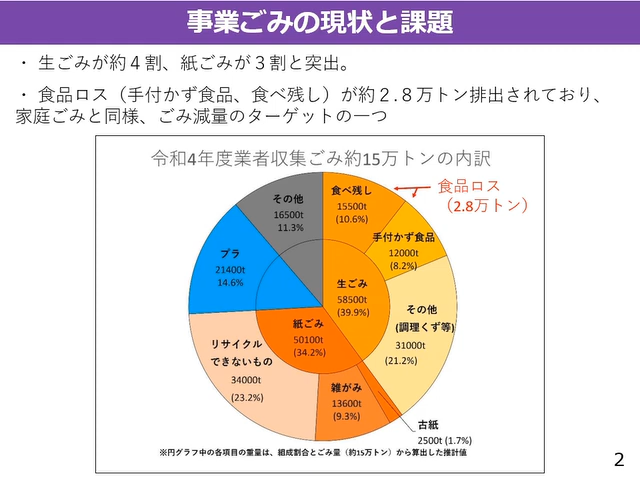 事業ごみの現状と課題
・ 生ごみが約４割、紙ごみが３割と突出。
・ 食品ロス（手付かず食品、食べ残し）が約２.８万トン排出されており、
家庭ごみと同様、ごみ減量のターゲットの一つ
令和4年度業者収集ごみ約15万トンの内訳
食品ロス
（2.8万トン）
食べ残し
15500t
(10.6%)
手付かず食品
12000t
(8.2%)
生ごみ
58500t
(39.9%)
その他
(調理くず等)
31000t
(21.2%)
古紙
2500t (1.7%)
雑がみ
13600t
(9.3%)
紙ごみ
50100t
(34.2%)
リサイクル
できないもの
34000t
(23.2%)
プラ
21400t
14.6%
その他
16500t
11.3%
※円グラフ中の各項目の重量は、組成割合とごみ量（約15万トン）から算出した推計値
2